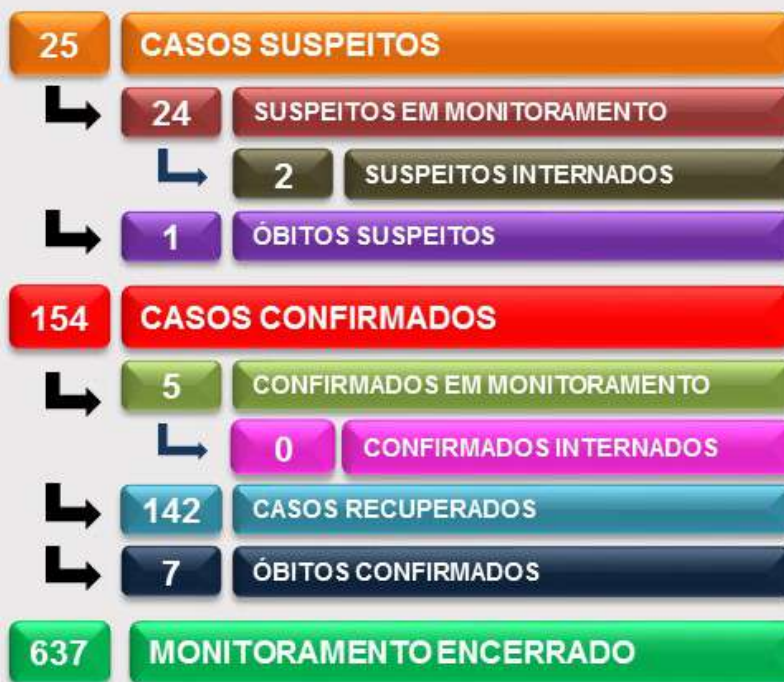 25 CASOS SUSPEITOS
24 SUSPEITOS EM MONITORAMENTO
2 SUSPEITOS INTERNADOS
1 ÓBITOS SUSPEITOS
154 CASOS CONFIRMADOS
5 CONFIRMADOS EM MONITORAMENTO
0 CONFIRMADOS INTERNADOS
142 CASOS RECUPERADOS
7 ÓBITOS CONFIRMADOS
637 MONITORAMENTO ENCERRADO